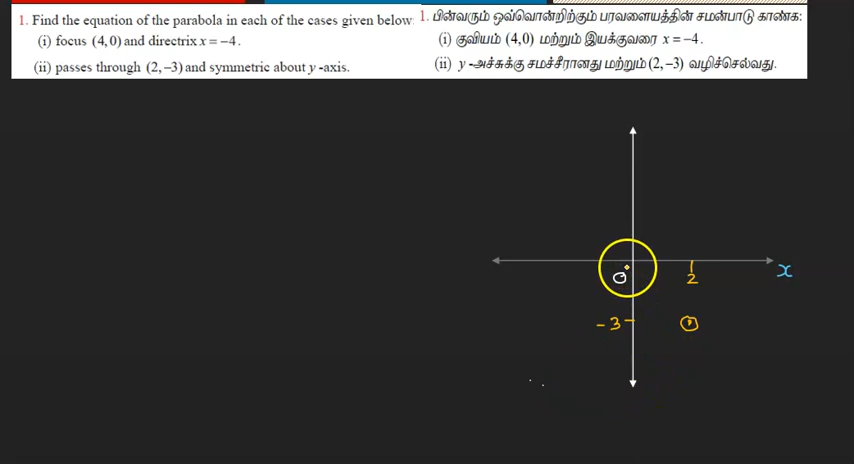 1. Find the equation of the parabola in each of the cases given below
(i) focus (4,0) and directrix x = −4.
(ii) passes through (2,−3) and symmetric about y -axis.
1. பின்வரும் ஒவ்வொன்றிற்கும் பரவளையத்தின் சமன்பாடு காண்க:
(i) குவியம் (4,0) மற்றும் இயக்குவரை x = −4.
(ii) y -அச்சுக்கு சமச்சீரானது மற்றும் (2,−3) வழிச்செல்வது.
x
O
2
-3